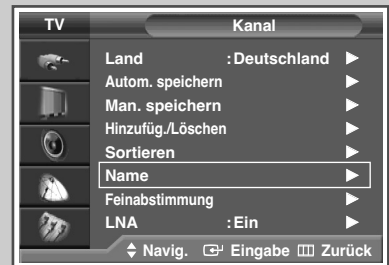 TV Kanal
Land :Deutschland
Autom. speichern
Man. speichern
Hinzufüg./Löschen
Sortieren
Name
Feinabstimmung
LNA :Ein
Navig. Eingabe Zurück